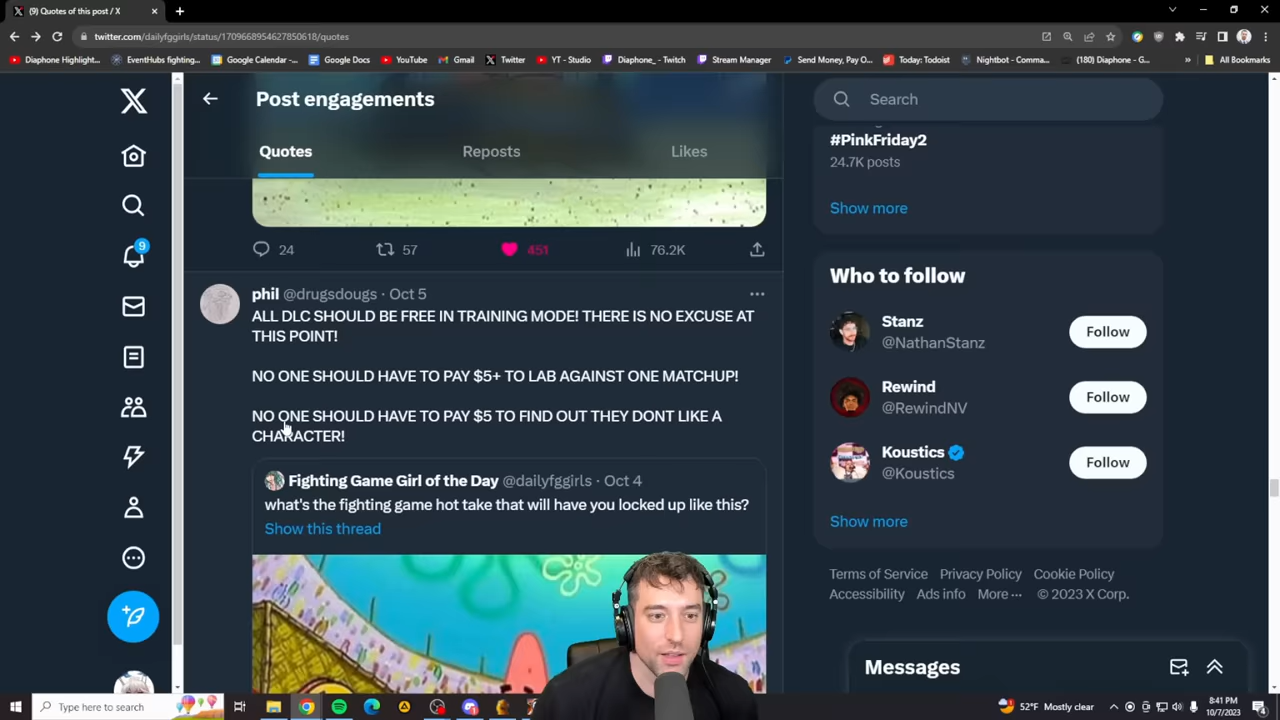 (9) Quotes of this post / X
twitter.com/dailyfggirls/status/1709668954627850618/quotes
Diaphone Highlight...
EventHubs fighting...
Google Calendar -...
Google Docs
YouTube
Gmail
Twitter
YT - Studio
Diaphone_ - Twitch
Stream Manager
Send Money, Pay O...
Today: Todoist
Nightbot - Comma...
(180) Diaphone - G...
»
All Bookmarks
Post engagements
Quotes
Reposts
Likes
24
57
451
76.2K
9
phil @drugsdougs · Oct 5
ALL DLC SHOULD BE FREE IN TRAINING MODE! THERE IS NO EXCUSE AT
THIS POINT!
NO ONE SHOULD HAVE TO PAY $5+ TO LAB AGAINST ONE MATCHUP!
NO ONE SHOULD HAVE TO PAY $5 TO FIND OUT THEY DONT LIKE A
CHARACTER!
Fighting Game Girl of the Day @dailyfggirls · Oct 4
what's the fighting game hot take that will have you locked up like this?
Show this thread
Search
#PinkFriday2
24.7K posts
Show more
Who to follow
Stanz
@NathanStanz
Follow
Rewind
@RewindNV
Follow
Koustics
@Koustics
Follow
Show more
Terms of Service Privacy Policy Cookie Policy
Accessibility Ads info More ··· © 2023 X Corp.
Messages
Type here to search
52°F Mostly clear
8:41 PM
10/7/2023